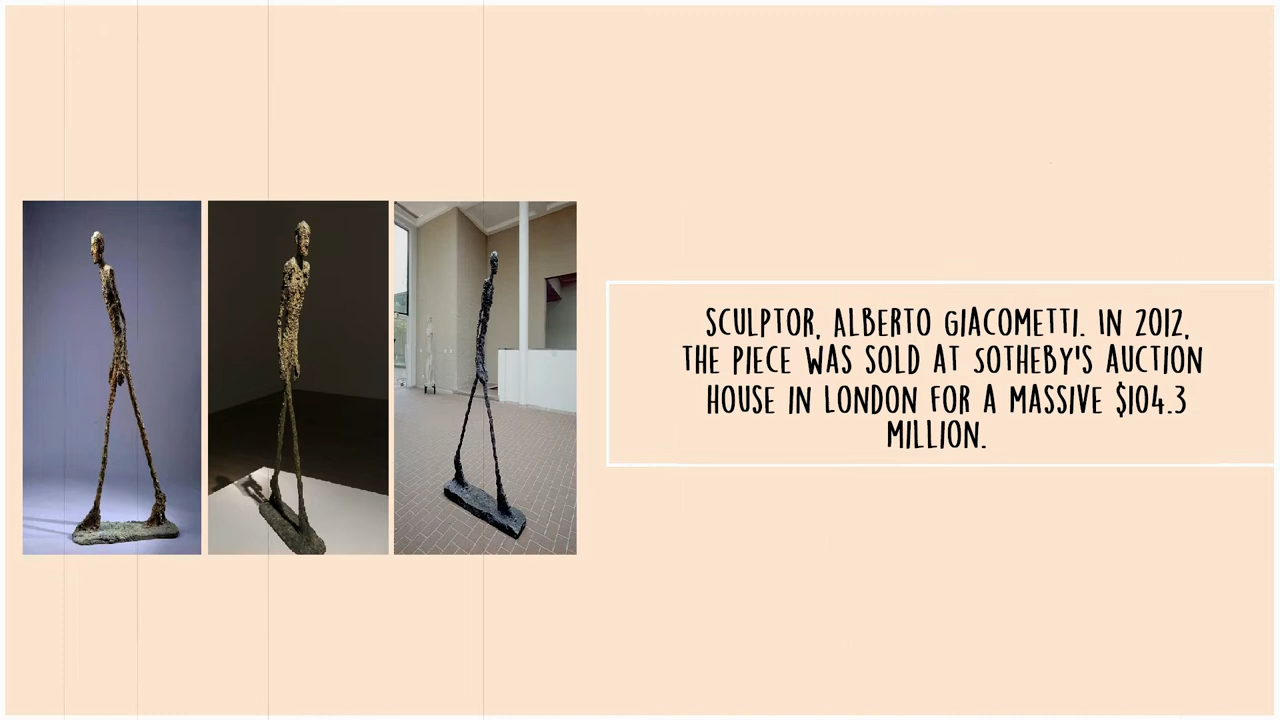 SCULPTOR, ALBERTO GIACOMETTI. IN 2012,
THE PIECE WAS SOLD AT SOTHEBY'S AUCTION
HOUSE IN LONDON FOR A MASSIVE $104.3
MILLION.